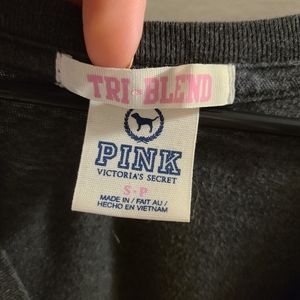 TRI-BLEND
PINK
VICTORIA'S SECRET
S-P
MADE IN / FAIT AU /
HECHO EN VIETNAM